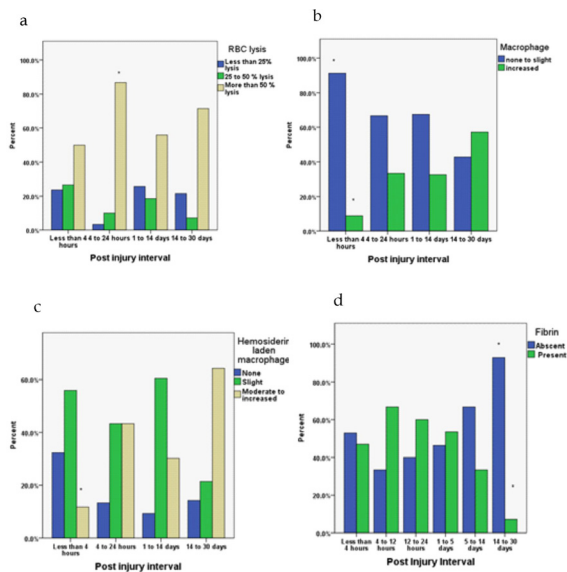 a
RBC lysis
Less than 25%
lysis
25 to 50 % lysis
More than 50 %
lysis
100.0%
80.0%
60.0%
40.0%
20.0%
0.0%
Percent
*
Less than 4
hours
4 to 24 hours
1 to 14 days
14 to 30 days
Post injury interval
b
Macrophage
none to slight
increased
100.0%
80.0%
60.0%
40.0%
20.0%
0.0%
Percent
*
*
Less than 4
hours
4 to 24 hours
1 to 14 days
14 to 30 days
Post injury interval
c
Hemosiderin
laden
macrophage
None
Slight
Moderate to
increased
60.0%
40.0%
20.0%
0.0%
Percent
*
Less than 4
hours
4 to 24 hours
1 to 14
days
14 to 30
days
Post injury interval
d
Fibrin
Abscent
Present
100.0%
80.0%
60.0%
40.0%
20.0%
0.0%
Percent
*
*
Less than
4 hours
4 to 12
hours
12 to 24
hours
1 to 5
days
5 to 14
days
14 to 30
days
Post Injury Interval